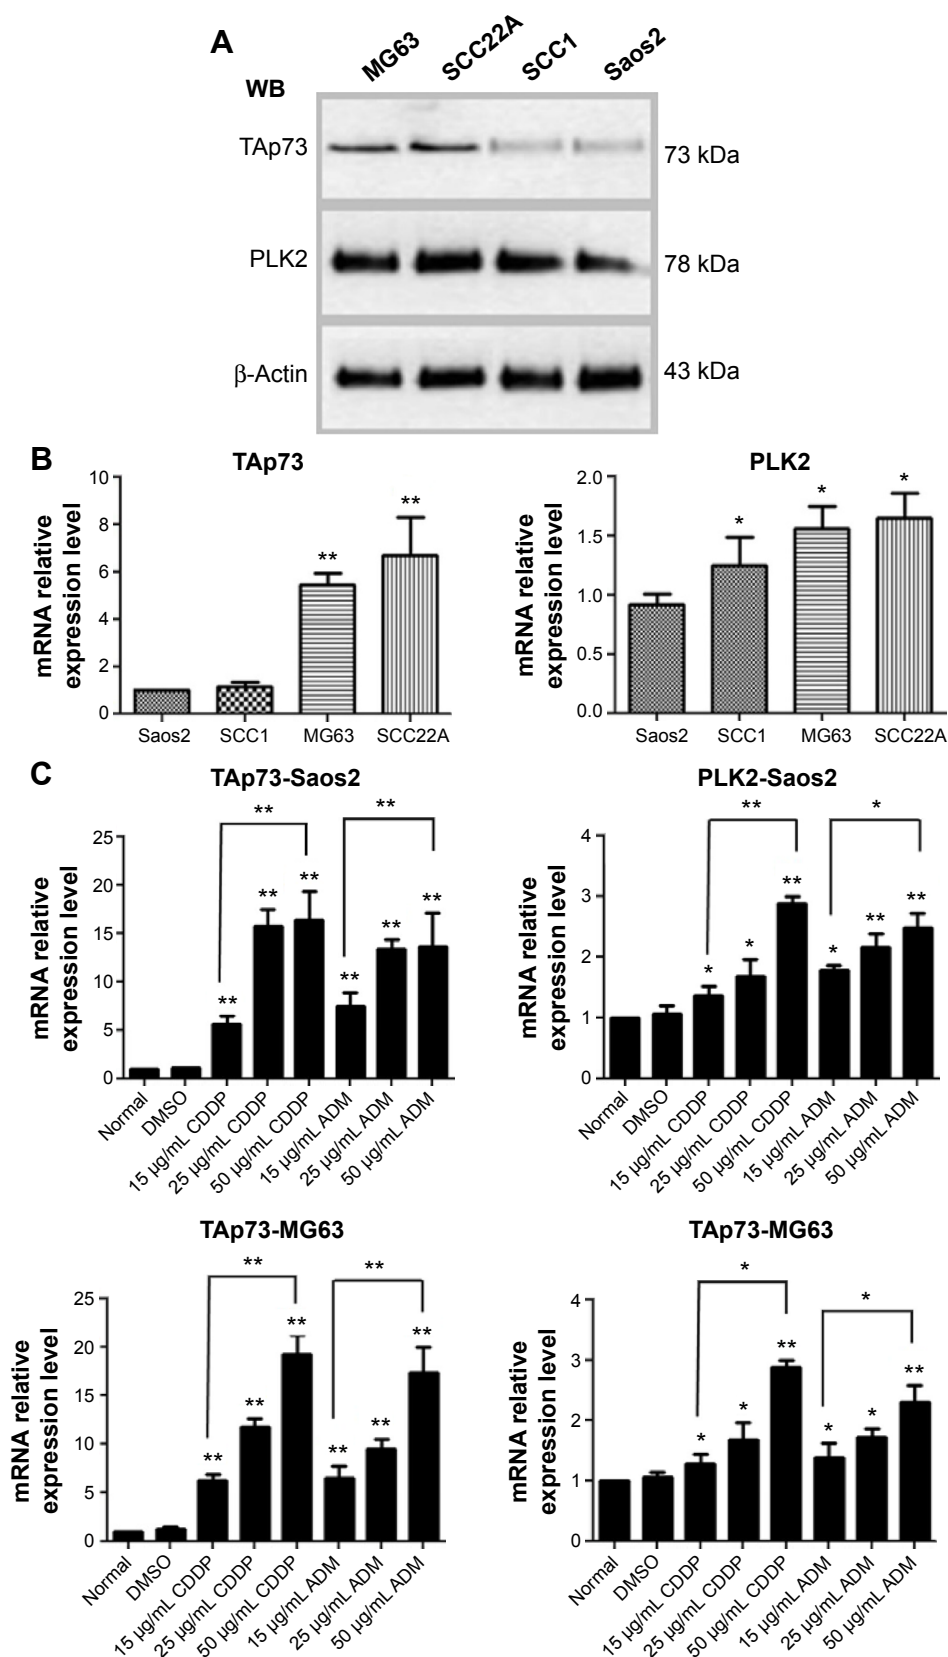 A
MG63 SCC22A SCC1 Saos2
WB
TAp73 73 kDa
PLK2 78 kDa
β-Actin 43 kDa
B
TAp73
mRNA relative
expression level
10
8
6
4
2
0
**
**
Saos2 SCC1 MG63 SCC22A
PLK2
mRNA relative
expression level
2.0
1.5
1.0
0.5
0.0
*
*
*
Saos2 SCC1 MG63 SCC22A
C
TAp73-Saos2
mRNA relative
expression level
25
20
15
10
5
0
** **
** ** ** ** ** **
Normal
DMSO
15 µg/mL CDDP
25 µg/mL CDDP
50 µg/mL CDDP
15 µg/mL ADM
25 µg/mL ADM
50 µg/mL ADM
PLK2-Saos2
mRNA relative
expression level
4
3
2
1
0
** *
* * ** * ** **
Normal
DMSO
15 µg/mL CDDP
25 µg/mL CDDP
50 µg/mL CDDP
15 µg/mL ADM
25 µg/mL ADM
50 µg/mL ADM
TAp73-MG63
mRNA relative
expression level
25
20
15
10
5
0
** **
** ** ** ** ** **
Normal
DMSO
15 µg/mL CDDP
25 µg/mL CDDP
50 µg/mL CDDP
15 µg/mL ADM
25 µg/mL ADM
50 µg/mL ADM
TAp73-MG63
mRNA relative
expression level
4
3
2
1
0
* *
* * ** * * **
Normal
DMSO
15 µg/mL CDDP
25 µg/mL CDDP
50 µg/mL CDDP
15 µg/mL ADM
25 µg/mL ADM
50 µg/mL ADM